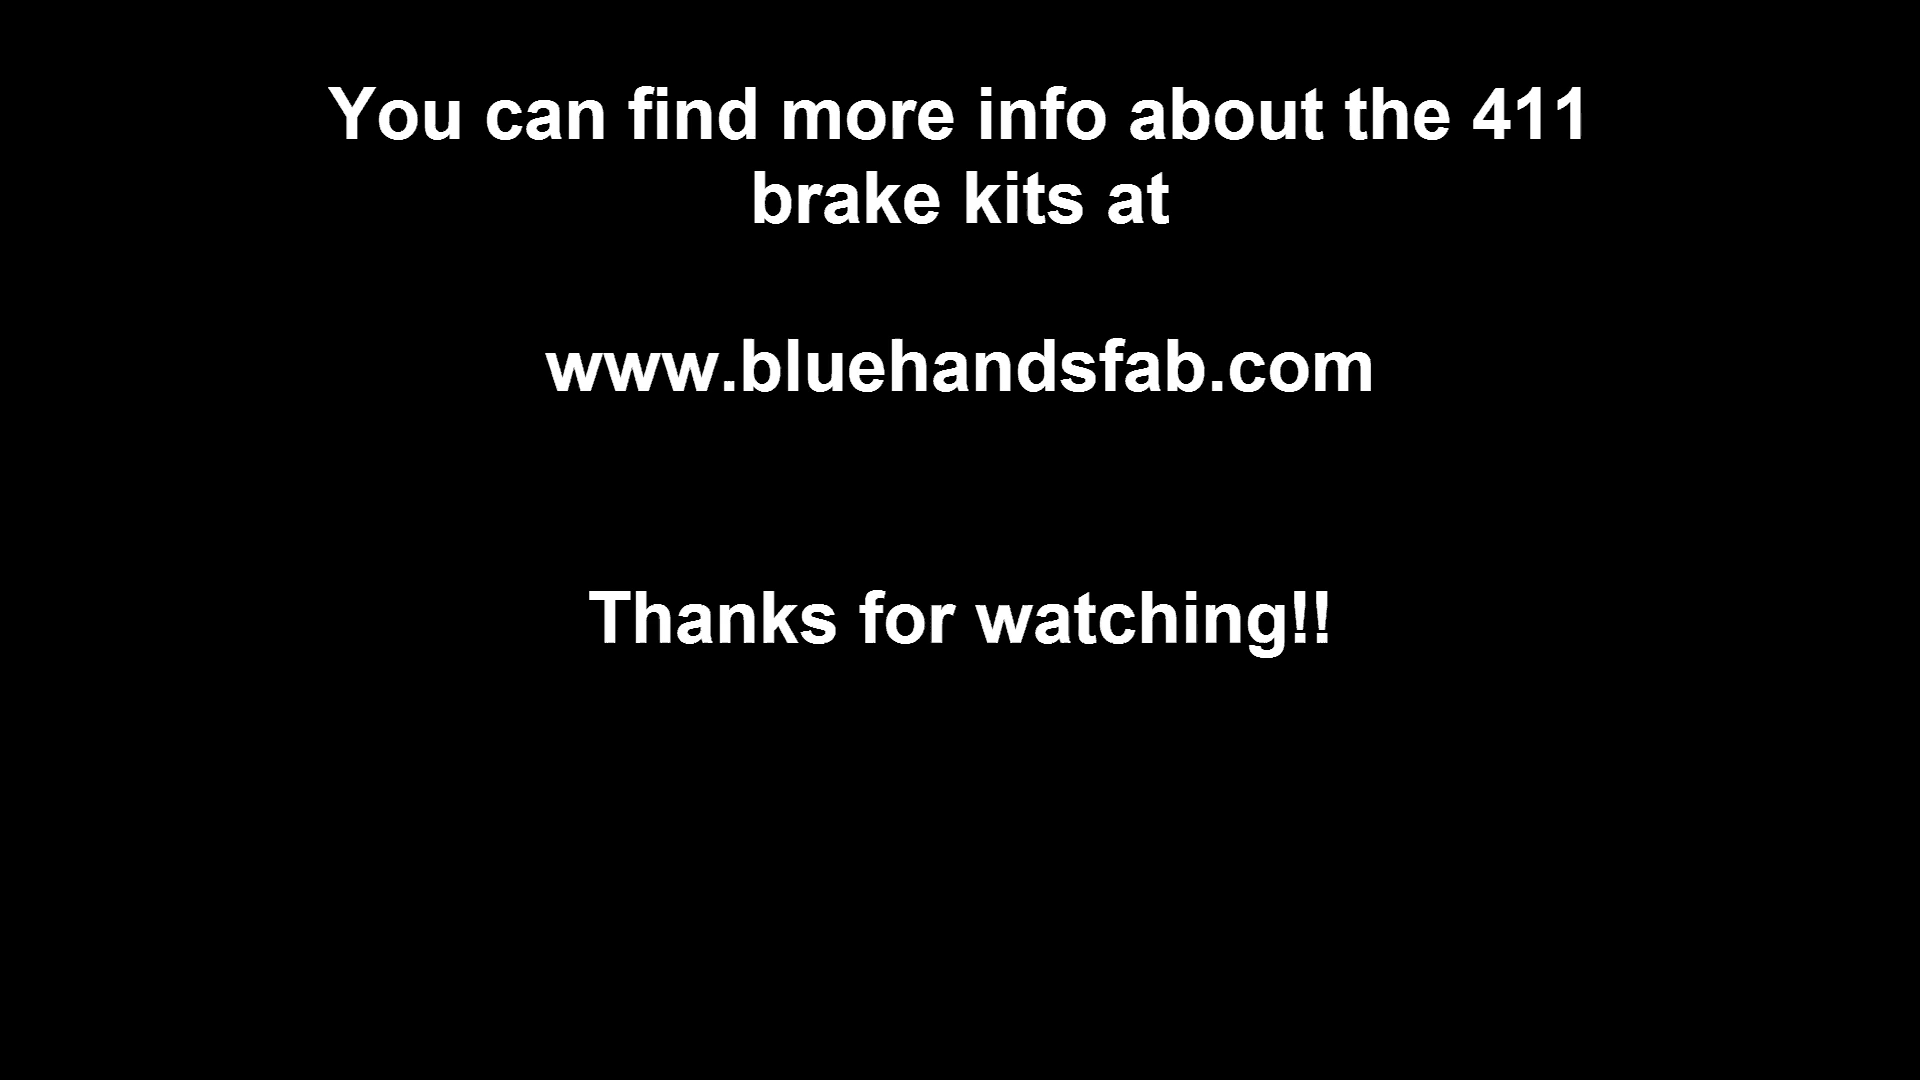 You can find more info about the 411
brake kits at
www.bluehandsfab.com
Thanks for watching!!